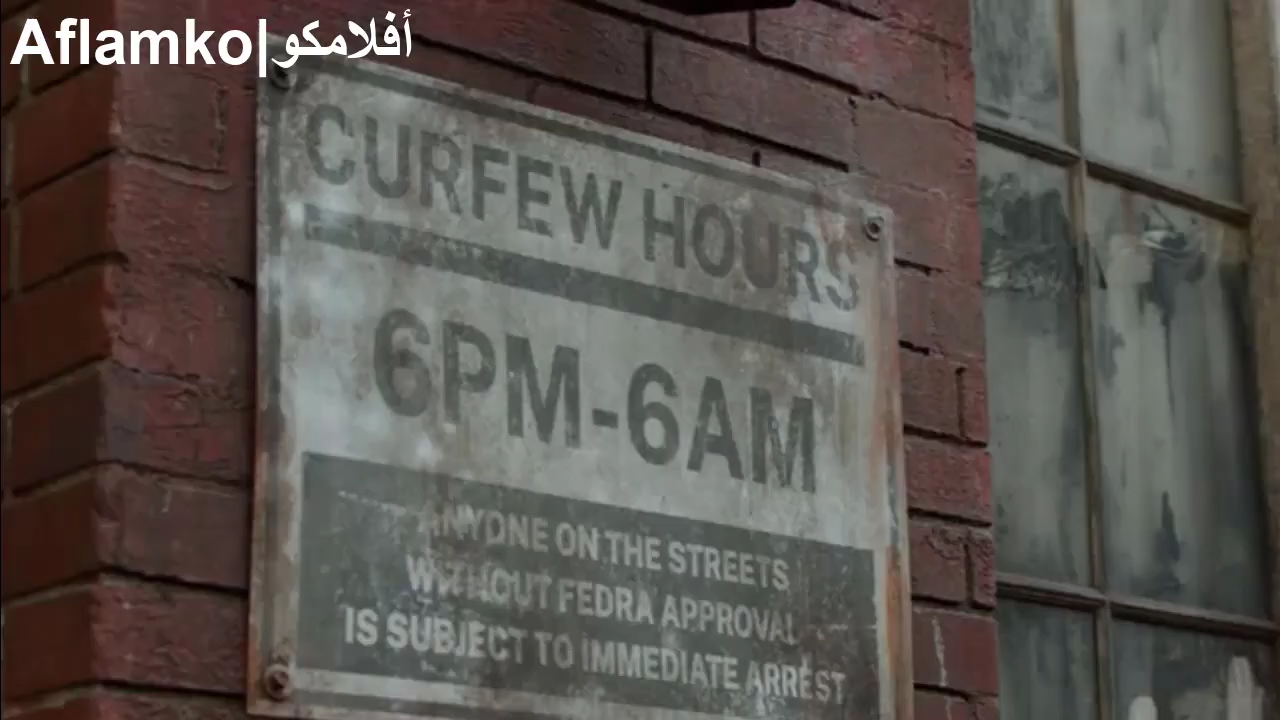 Aflamko|أفلامكو
CURFEW HOURS
6PM-6AM
ANYONE ON THE STREETS
WITHOUT FEDRA APPROVAL
IS SUBJECT TO IMMEDIATE ARREST